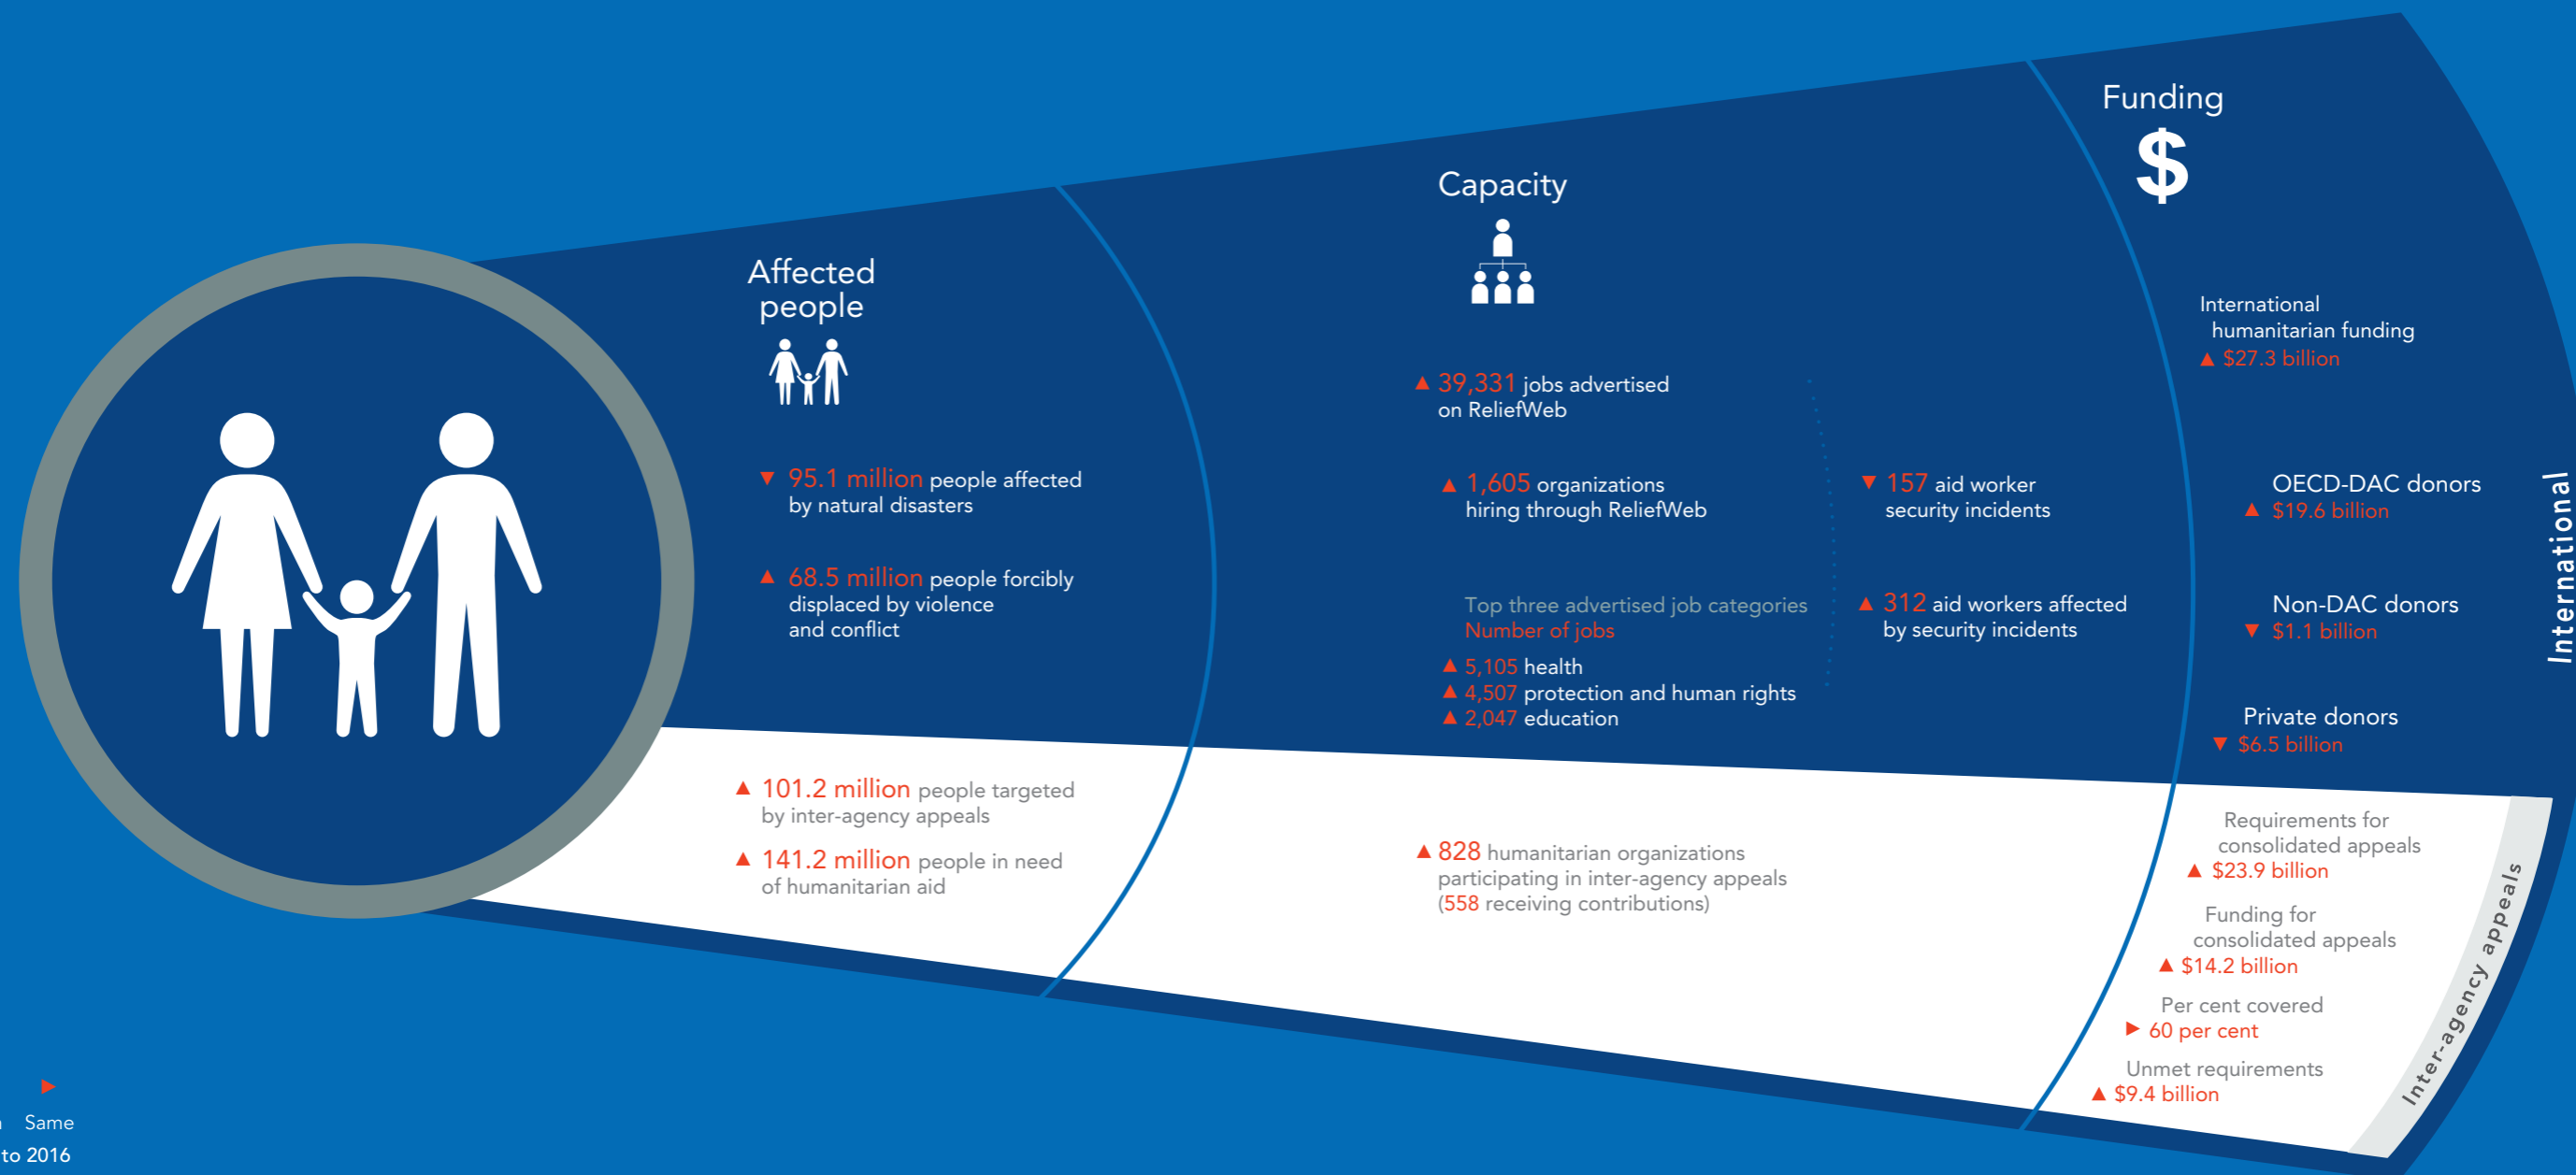 Affected
people
▼ 95.1 million people affected
by natural disasters
▲ 68.5 million people forcibly
displaced by violence
and conflict
▲ 101.2 million people targeted
by inter-agency appeals
▲ 141.2 million people in need
of humanitarian aid
Capacity
▲ 39,331 jobs advertised
on ReliefWeb
▲ 1,605 organizations
hiring through ReliefWeb
Top three advertised job categories
Number of jobs
▲ 5,105 health
▲ 4,507 protection and human rights
▲ 2,047 education
▼ 157 aid worker
security incidents
▲ 312 aid workers affected
by security incidents
▲ 828 humanitarian organizations
participating in inter-agency appeals
(558 receiving contributions)
Funding
$
International
humanitarian funding
▲ $27.3 billion
OECD-DAC donors
▲ $19.6 billion
Non-DAC donors
▼ $1.1 billion
Private donors
▼ $6.5 billion
International
Requirements for
consolidated appeals
▲ $23.9 billion
Funding for
consolidated appeals
▲ $14.2 billion
Per cent covered
▶ 60 per cent
Unmet requirements
▲ $9.4 billion
Inter-agency appeals
▶
Same
to 2016